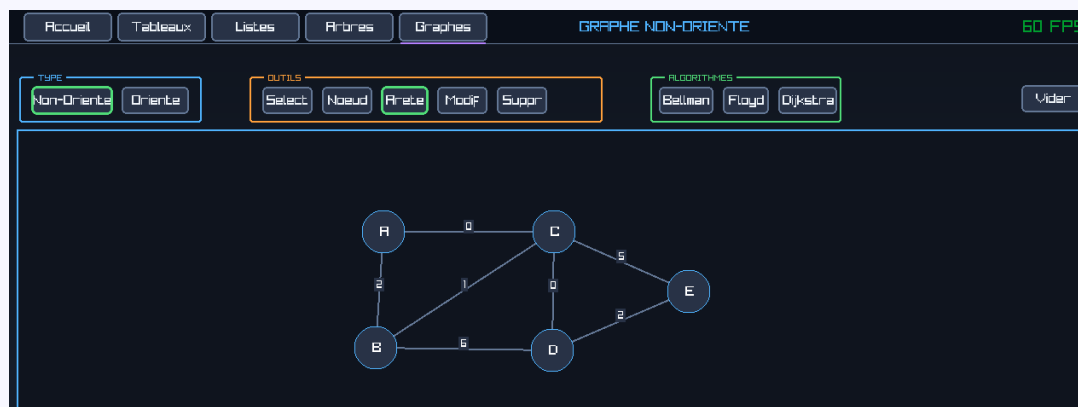 Accueil Tableaux Listes Arbres Graphes GRAPHE NON-ORIENTE 60 FPS
TYPE OUTILS ALGORITHMES
Non-Oriente Oriente Select Noeud Arete Modif Suppr Bellman Floyd Dijkstra Vider
A 0 C
5
2 1 0 E
2
B 6 D